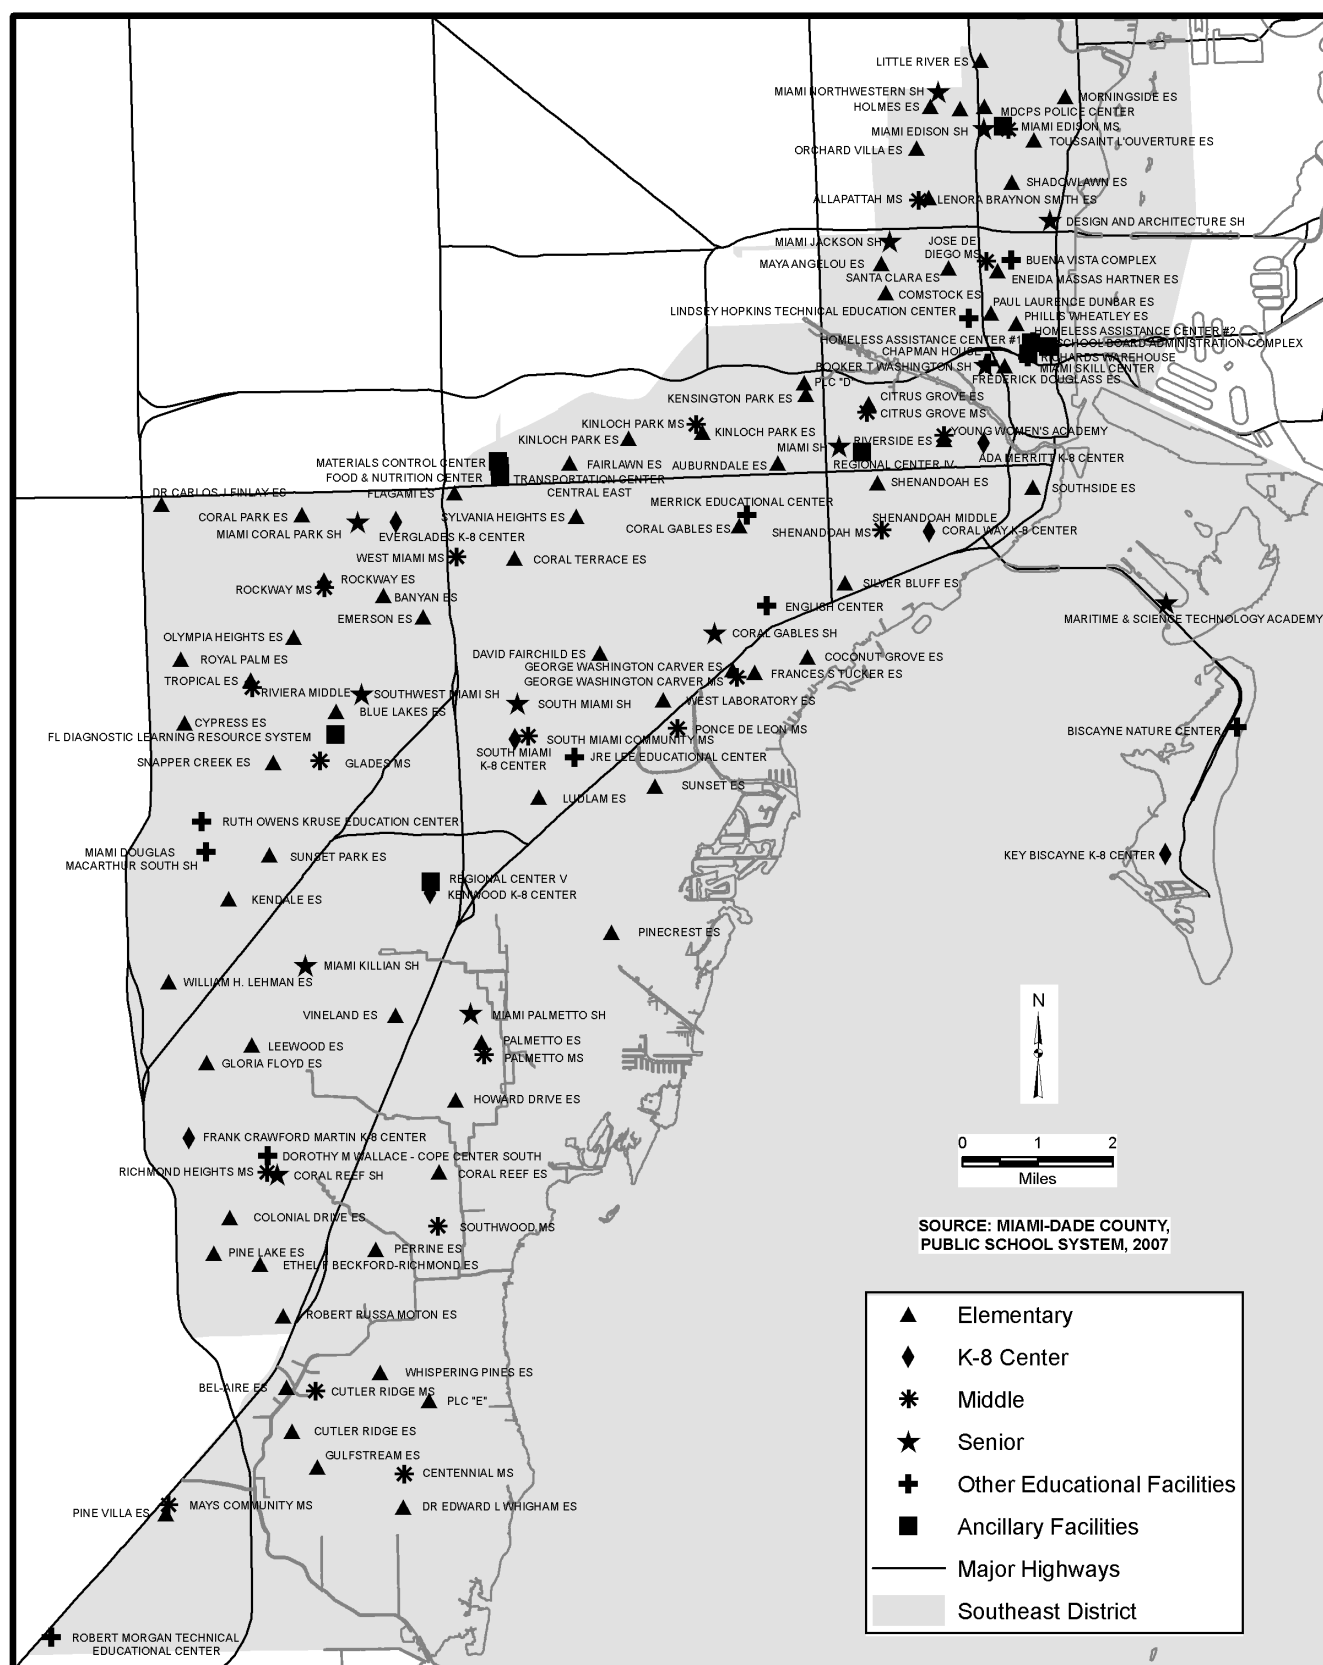 LITTLE RIVER ES
MIAMI NORTHWESTERN SH
MORNINGSIDE ES
HOLMES ES
MDCPS POLICE CENTER
MIAMI EDISON SH
MIAMI EDISON MS
ORCHARD VILLA ES
TOUSSAINT L'OUVERTURE ES
SHADOWLAWN ES
ALLAPATTAH MS
LENORA BRAYNON SMITH ES
DESIGN AND ARCHITECTURE SH
MIAMI JACKSON SH
JOSE DE
DIEGO MS
MAYA ANGELOU ES
BUENA VISTA COMPLEX
SANTA CLARA ES
ENEIDA MASSAS HARTNER ES
COMSTOCK ES
PAUL LAURENCE DUNBAR ES
LINDSEY HOPKINS TECHNICAL EDUCATION CENTER
PHILLIS WHEATLEY ES
HOMELESS ASSISTANCE CENTER #2
HOMELESS ASSISTANCE CENTER #1
SCHOOL BOARD ADMINISTRATION COMPLEX
CHAPMAN HOUSE
RICHARDS WAREHOUSE
BOOKER T WASHINGTON SH
MIAMI SKILL CENTER
FREDERICK DOUGLASS ES
PLC "D"
KENSINGTON PARK ES
CITRUS GROVE ES
CITRUS GROVE MS
KINLOCH PARK MS
KINLOCH PARK ES
KINLOCH PARK ES
YOUNG WOMEN'S ACADEMY
RIVERSIDE ES
MIAMI SH
ADA MERRITT K-8 CENTER
REGIONAL CENTER IV
MATERIALS CONTROL CENTER
FAIRLAWN ES
AUBURNDALE ES
FOOD & NUTRITION CENTER
TRANSPORTATION CENTER
CENTRAL EAST
DR CARLOS J FINLAY ES
FLAGAMI ES
SHENANDOAH ES
SOUTHSIDE ES
MERRICK EDUCATIONAL CENTER
CORAL PARK ES
SYLVANIA HEIGHTS ES
CORAL GABLES ES
SHENANDOAH MIDDLE
MIAMI CORAL PARK SH
EVERGLADES K-8 CENTER
SHENANDOAH MS
CORAL WAY K-8 CENTER
WEST MIAMI MS
CORAL TERRACE ES
ROCKWAY ES
ROCKWAY MS
BANYAN ES
SILVER BLUFF ES
EMERSON ES
ENGLISH CENTER
MARITIME & SCIENCE TECHNOLOGY ACADEMY
OLYMPIA HEIGHTS ES
CORAL GABLES SH
ROYAL PALM ES
DAVID FAIRCHILD ES
COCONUT GROVE ES
GEORGE WASHINGTON CARVER ES
GEORGE WASHINGTON CARVER MS
FRANCES S TUCKER ES
TROPICAL ES
RIVIERA MIDDLE
SOUTHWEST MIAMI SH
SOUTH MIAMI SH
WEST LABORATORY ES
BLUE LAKES ES
CYPRESS ES
FL DIAGNOSTIC LEARNING RESOURCE SYSTEM
PONCE DE LEON MS
BISCAYNE NATURE CENTER
SOUTH MIAMI COMMUNITY MS
SOUTH MIAMI
K-8 CENTER
JRE LEE EDUCATIONAL CENTER
SNAPPER CREEK ES
GLADES MS
SUNSET ES
LUDLAM ES
RUTH OWENS KRUSE EDUCATION CENTER
MIAMI DOUGLAS
MACARTHUR SOUTH SH
SUNSET PARK ES
KEY BISCAYNE K-8 CENTER
REGIONAL CENTER V
KENWOOD K-8 CENTER
KENDALE ES
PINECREST ES
MIAMI KILLIAN SH
WILLIAM H. LEHMAN ES
VINELAND ES
MIAMI PALMETTO SH
LEEWOOD ES
PALMETTO ES
PALMETTO MS
GLORIA FLOYD ES
HOWARD DRIVE ES
FRANK CRAWFORD MARTIN K-8 CENTER
DOROTHY M WALLACE - COPE CENTER SOUTH
RICHMOND HEIGHTS MS
CORAL REEF SH
CORAL REEF ES
COLONIAL DRIVE ES
SOUTHWOOD MS
PINE LAKE ES
PERRINE ES
ETHEL F BECKFORD-RICHMOND ES
ROBERT RUSSA MOTON ES
WHISPERING PINES ES
BEL-AIRE ES
CUTLER RIDGE MS
PLC "E"
CUTLER RIDGE ES
GULFSTREAM ES
CENTENNIAL MS
MAYS COMMUNITY MS
PINE VILLA ES
DR EDWARD L WHIGHAM ES
ROBERT MORGAN TECHNICAL
EDUCATIONAL CENTER
N
0 1 2
Miles
SOURCE: MIAMI-DADE COUNTY,
PUBLIC SCHOOL SYSTEM, 2007
Elementary
K-8 Center
Middle
Senior
Other Educational Facilities
Ancillary Facilities
Major Highways
Southeast District